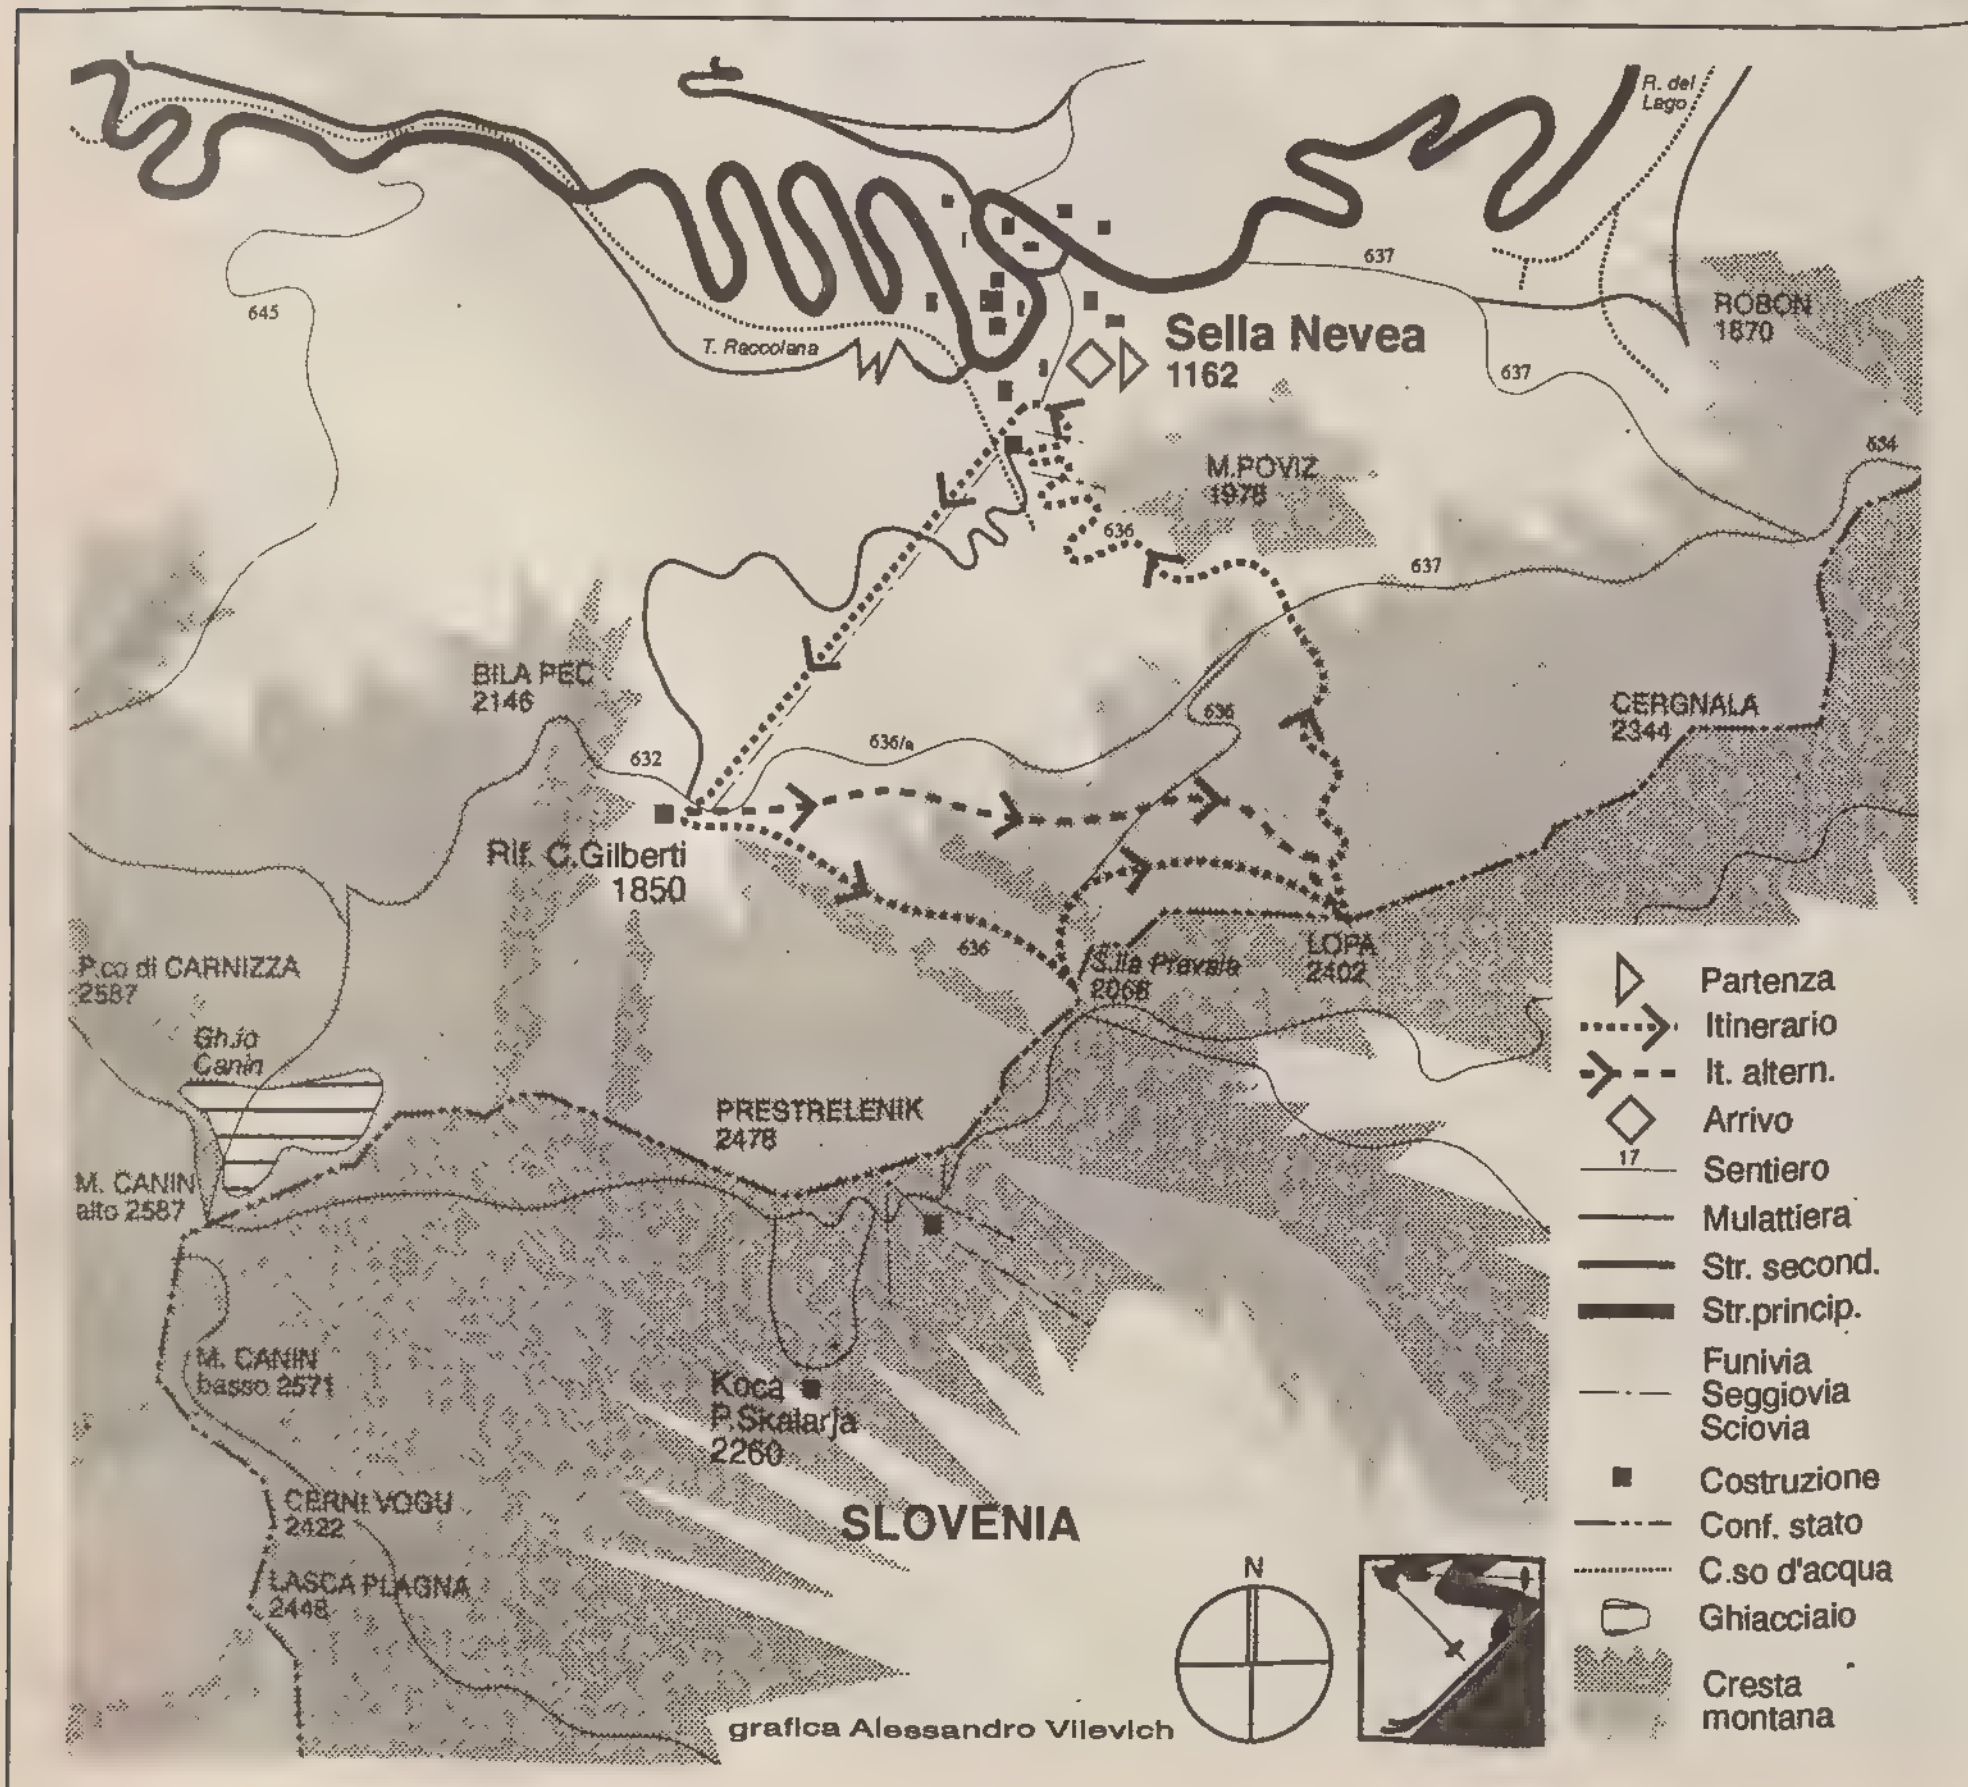 R. del
Lago
637
645
ROBON
1870
Sella Nevea
1162
T. Raccolana
637
634
M.POVIZ
1978
636
637
BILA PEC
2146
CERGNALA
2344
636
636/a
632
Rif. C.Gilberti
1850
636
S.lla Prevala
2068
LOPA
2402
P.co di CARNIZZA
2587
Gh.io
Canin
PRESTRELENIK
2478
M. CANIN
alto 2587
M. CANIN
basso 2571
Koca
P.Skalarja
2260
CERNI VOGU
2422
SLOVENIA
LASCA PLAGNA
2448
N
grafica Alessandro Vilevich
Partenza
Itinerario
It. altern.
Arrivo
17
Sentiero
Mulattiera
Str. second.
Str.princip.
Funivia
Seggiovia
Sciovia
Costruzione
Conf. stato
C.so d'acqua
Ghiacciaio
Cresta
montana